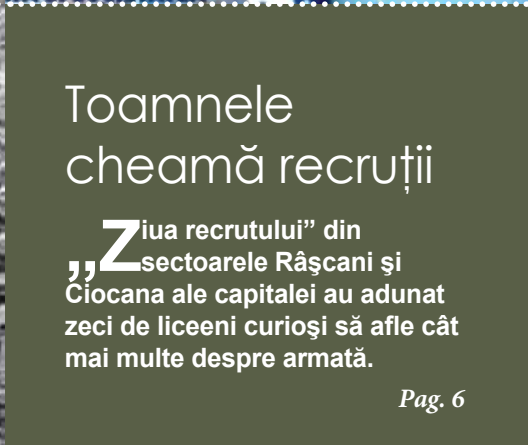 Toamnele
cheamă recruții
„Ziua recrutului” din
sectoarele Râşcani şi
Ciocana ale capitalei au adunat
zeci de liceeni curioşi să afle cât
mai multe despre armată.
Pag. 6